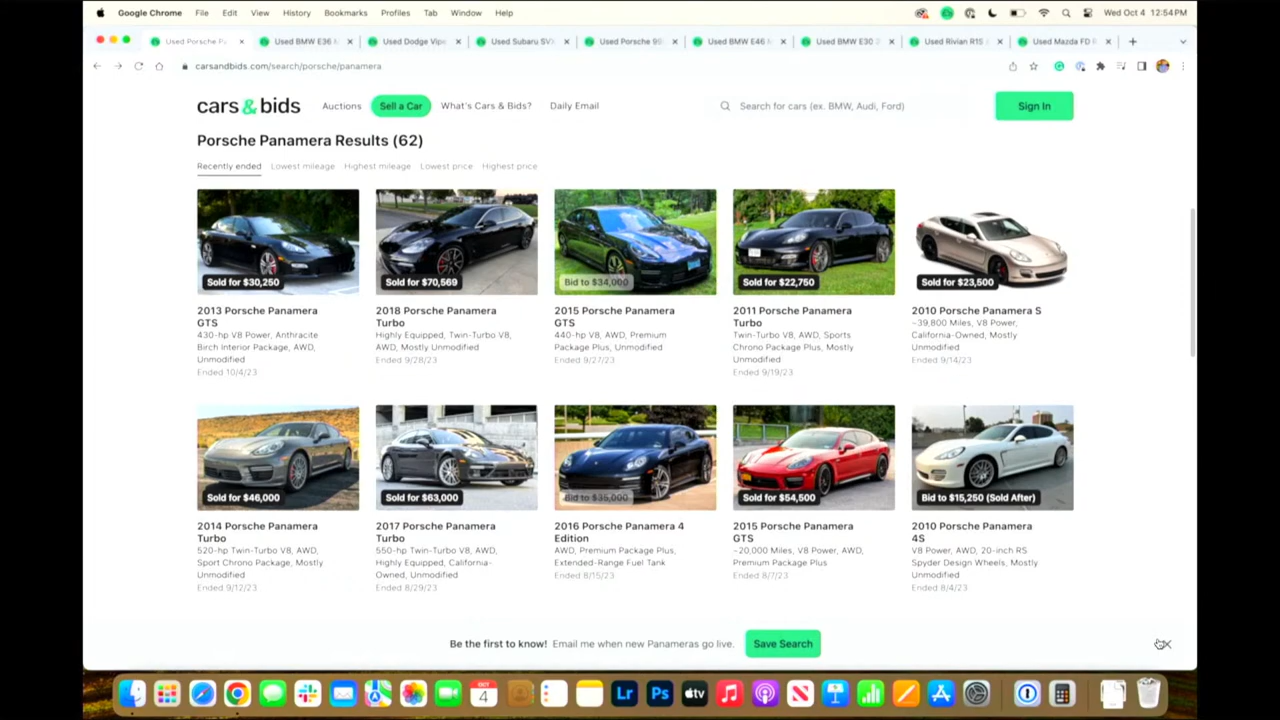 Google Chrome File Edit View History Bookmarks Profiles Tab Window Help Wed Oct 4 12:54PM
Used Porsche Pa Used BMW E36 M Used Dodge Vipe Used Subaru SVX Used Porsche 99 Used BMW E46 M Used BMW E30 Used Rivian R1S Used Mazda FD R
carsandbids.com/search/porsche/panamera
cars & bids Auctions Sell a Car What's Cars & Bids? Daily Email Search for cars (ex. BMW, Audi, Ford) Sign In
Porsche Panamera Results (62)
Recently ended Lowest mileage Highest mileage Lowest price Highest price
Sold for $30,250 Sold for $70,569 Bid to $34,000 Sold for $22,750 Sold for $23,500
2013 Porsche Panamera 2018 Porsche Panamera 2015 Porsche Panamera 2011 Porsche Panamera 2010 Porsche Panamera S
GTS Turbo GTS Turbo ~39,800 Miles, V8 Power,
430-hp V8 Power, Anthracite Highly Equipped, Twin-Turbo V8, 440-hp V8, AWD, Premium Twin-Turbo V8, AWD, Sports California-Owned, Mostly
Birch Interior Package, AWD, AWD, Mostly Unmodified Package Plus, Unmodified Chrono Package Plus, Mostly Unmodified
Unmodified Ended 9/28/23 Ended 9/27/23 Unmodified Ended 9/14/23
Ended 10/4/23 Ended 9/19/23
Sold for $46,000 Sold for $63,000 Bid to $35,000 Sold for $54,500 Bid to $15,250 (Sold After)
2014 Porsche Panamera 2017 Porsche Panamera 2016 Porsche Panamera 4 2015 Porsche Panamera 2010 Porsche Panamera
Turbo Turbo Edition GTS 4S
520-hp Twin-Turbo V8, AWD, 550-hp Twin-Turbo V8, AWD, AWD, Premium Package Plus, ~20,000 Miles, V8 Power, AWD, V8 Power, AWD, 20-inch RS
Sport Chrono Package, Mostly Highly Equipped, California- Extended-Range Fuel Tank Premium Package Plus Spyder Design Wheels, Mostly
Unmodified Owned, Unmodified Ended 8/15/23 Ended 8/7/23 Unmodified
Ended 9/12/23 Ended 8/29/23 Ended 8/4/23
Be the first to know! Email me when new Panameras go live. Save Search
OCT
4 Lr Ps tv